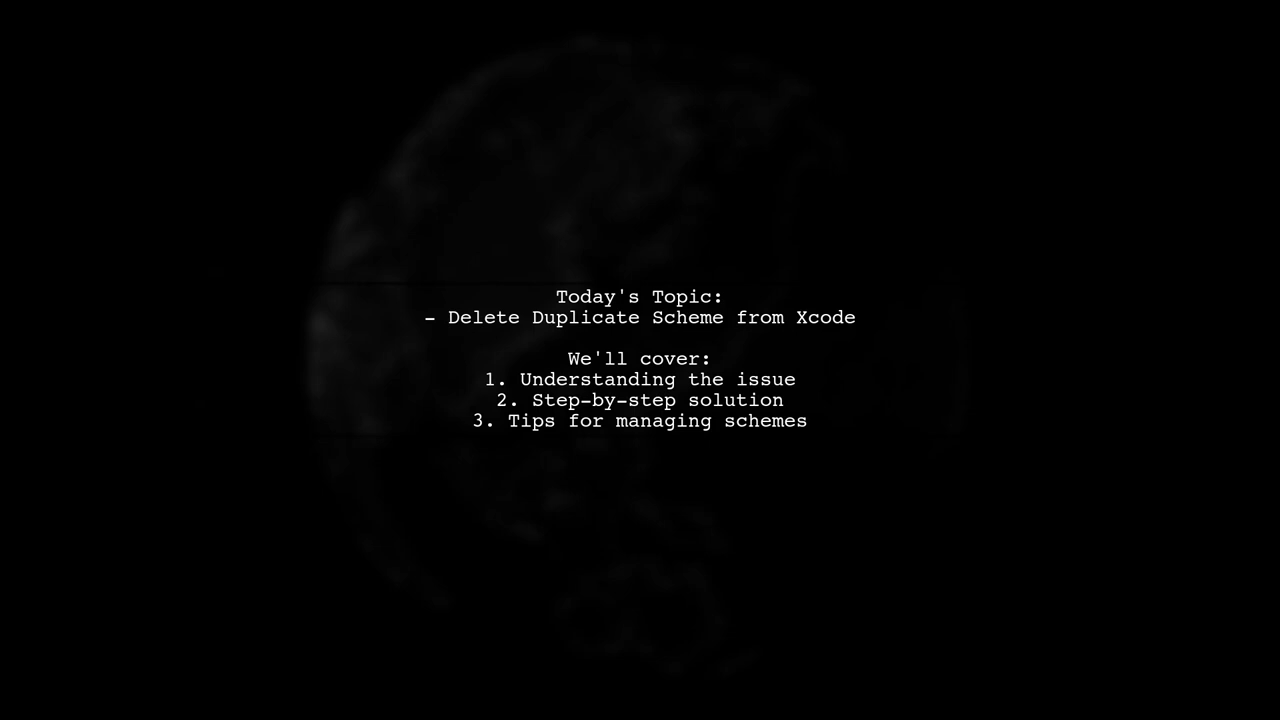 Today's Topic:
- Delete Duplicate Scheme from Xcode
We'll cover:
1. Understanding the issue
2. Step-by-step solution
3. Tips for managing schemes